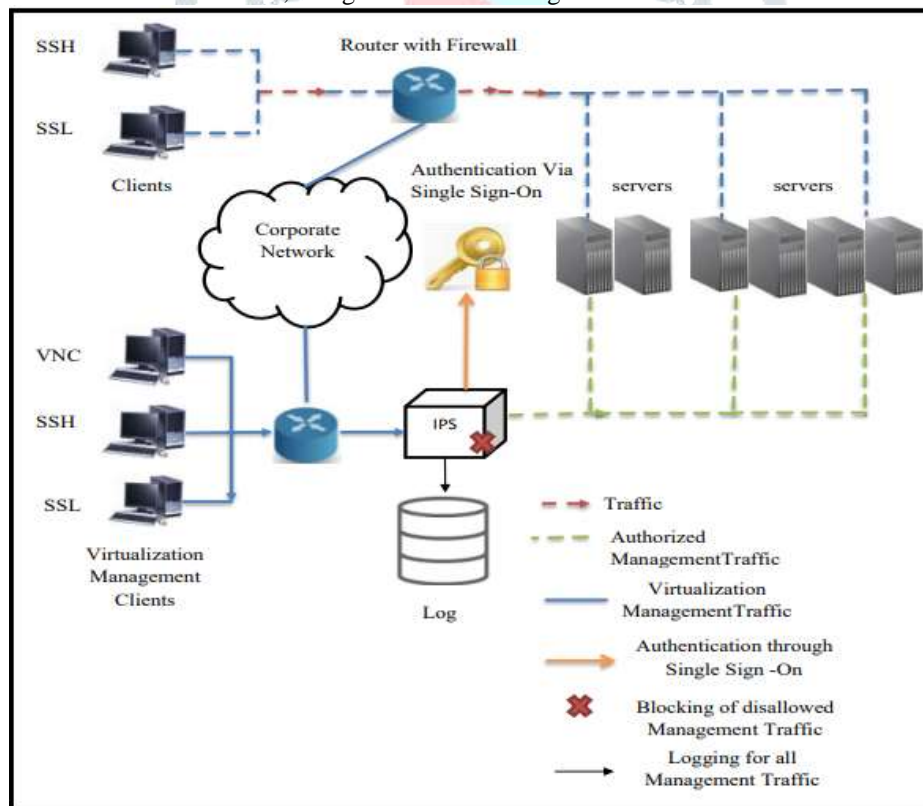 SSH
Router with Firewall
SSL
Clients
Authentication Via
Single Sign-On
servers
servers
Corporate
Network
VNC
SSH
IPS
SSL
Virtualization
Management
Clients
Log
Traffic
Authorized
ManagementTraffic
Virtualization
ManagementTraffic
Authentication through
Single Sign -On
Blocking of disallowed
Management Traffic
Logging for all
Management Traffic